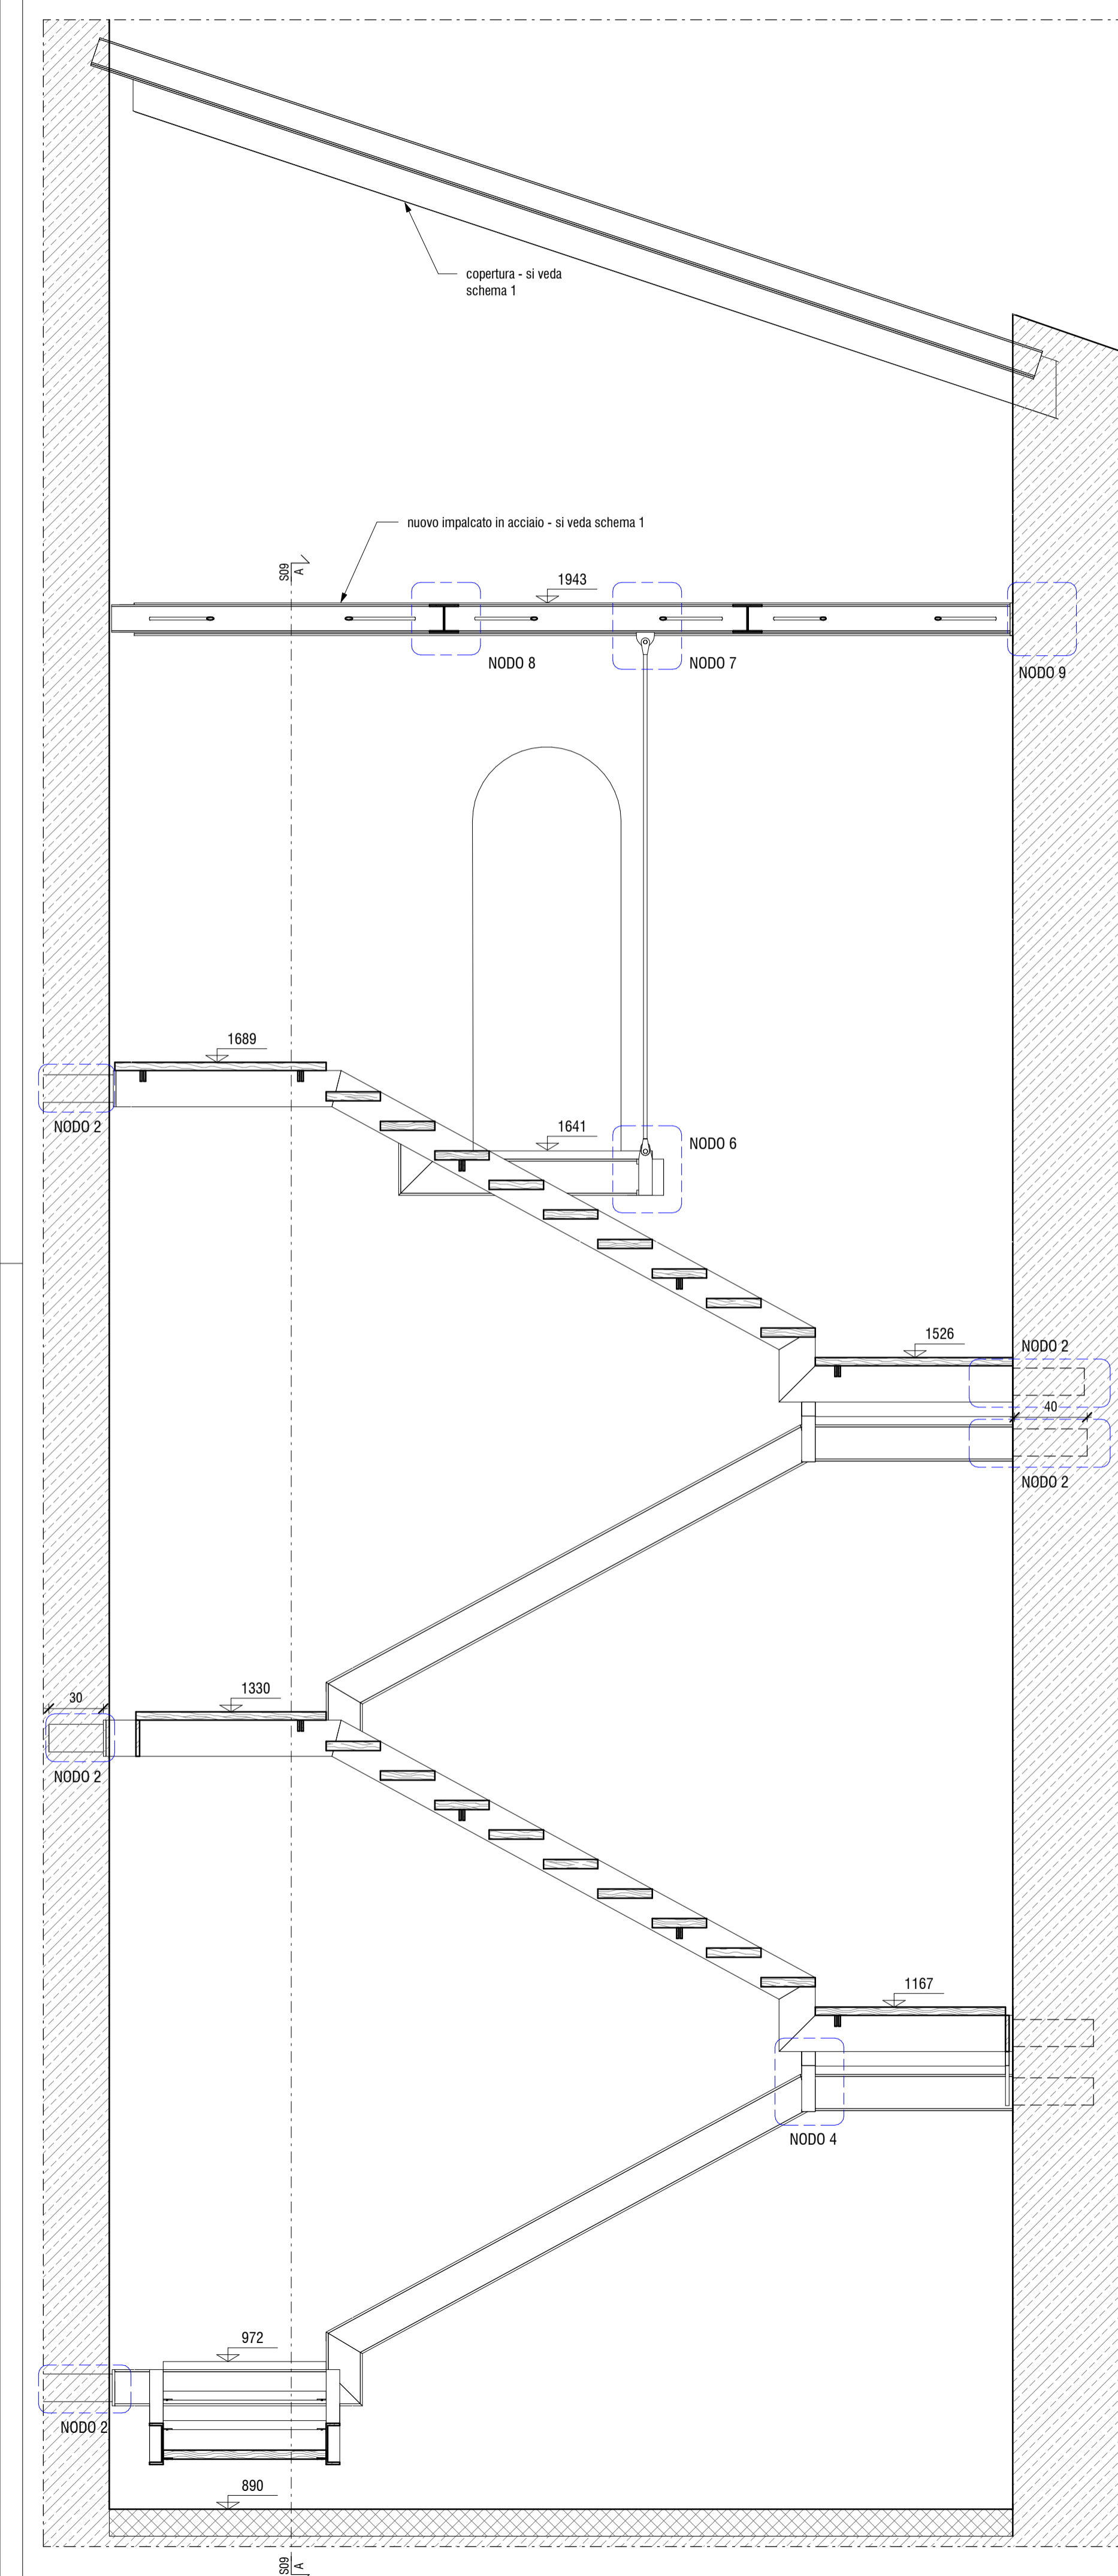 copertura - si veda
schema 1
nuovo impalcato in acciaio - si veda schema 1
S09
A
1943
NODO 8
NODO 7
NODO 9
1689
NODO 2
1641
NODO 6
1526
NODO 2
40
NODO 2
1330
30
NODO 2
1167
NODO 4
972
NODO 2
890
S09
A